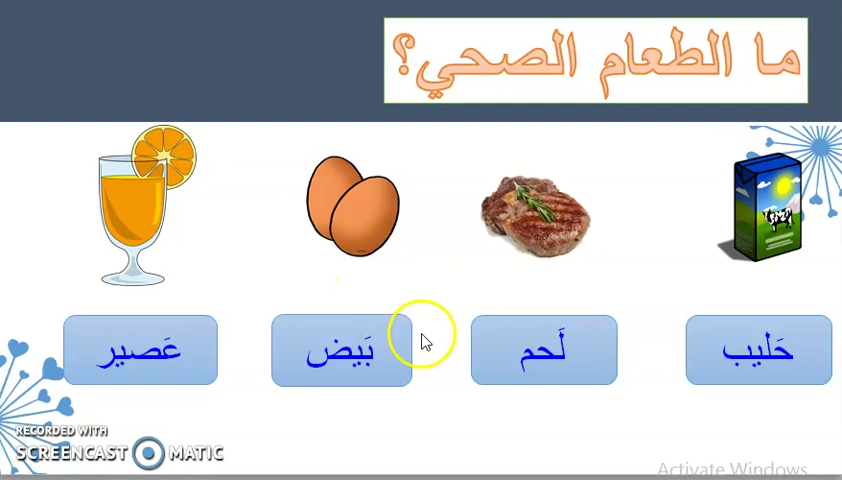 ما الطعام الصحي؟
حَليب
لَحم
بَيض
عَصير
RECORDED WITH
SCREENCAST MATIC
Activate Windows